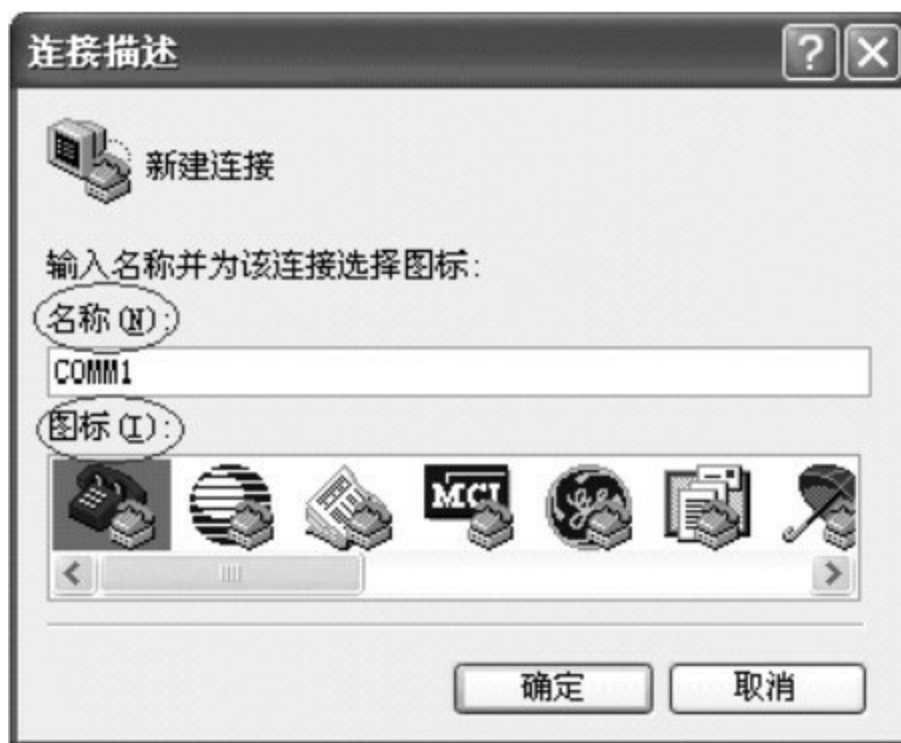 连接描述
新建连接
输入名称并为该连接选择图标:
名称(N):
COMM1
图标(I):
MCI
确定 取消